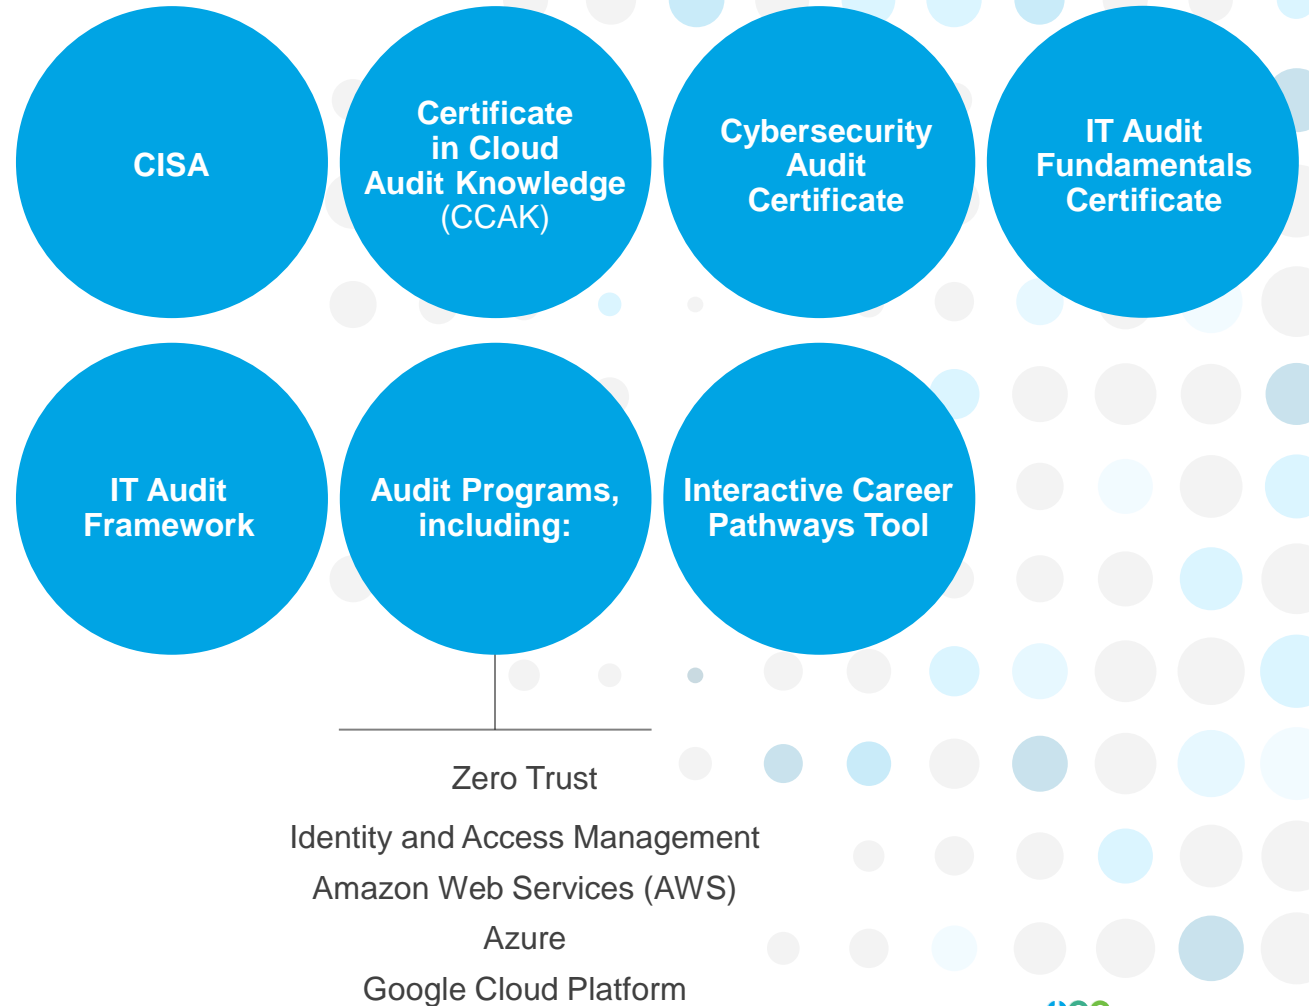 CISA
Certificate
in Cloud
Audit Knowledge
(CCAK)
Cybersecurity
Audit
Certificate
IT Audit
Fundamentals
Certificate
IT Audit
Framework
Audit Programs,
including:
Interactive Career
Pathways Tool
Zero Trust
Identity and Access Management
Amazon Web Services (AWS)
Azure
Google Cloud Platform